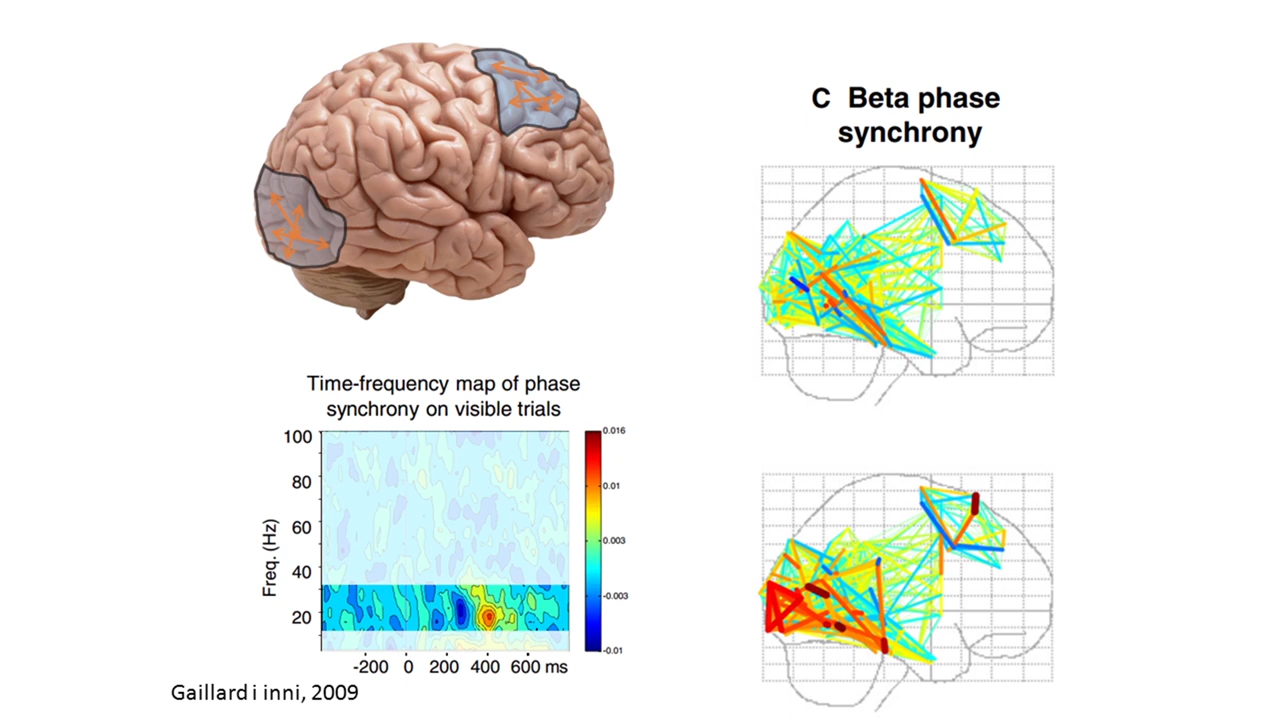 C Beta phase
synchrony
Time-frequency map of phase
synchrony on visible trials
100
80
60
40
20
Freq. (Hz)
-200 0 200 400 600 ms
0.016
0.01
0.003
-0.003
-0.01
Gaillard i inni, 2009